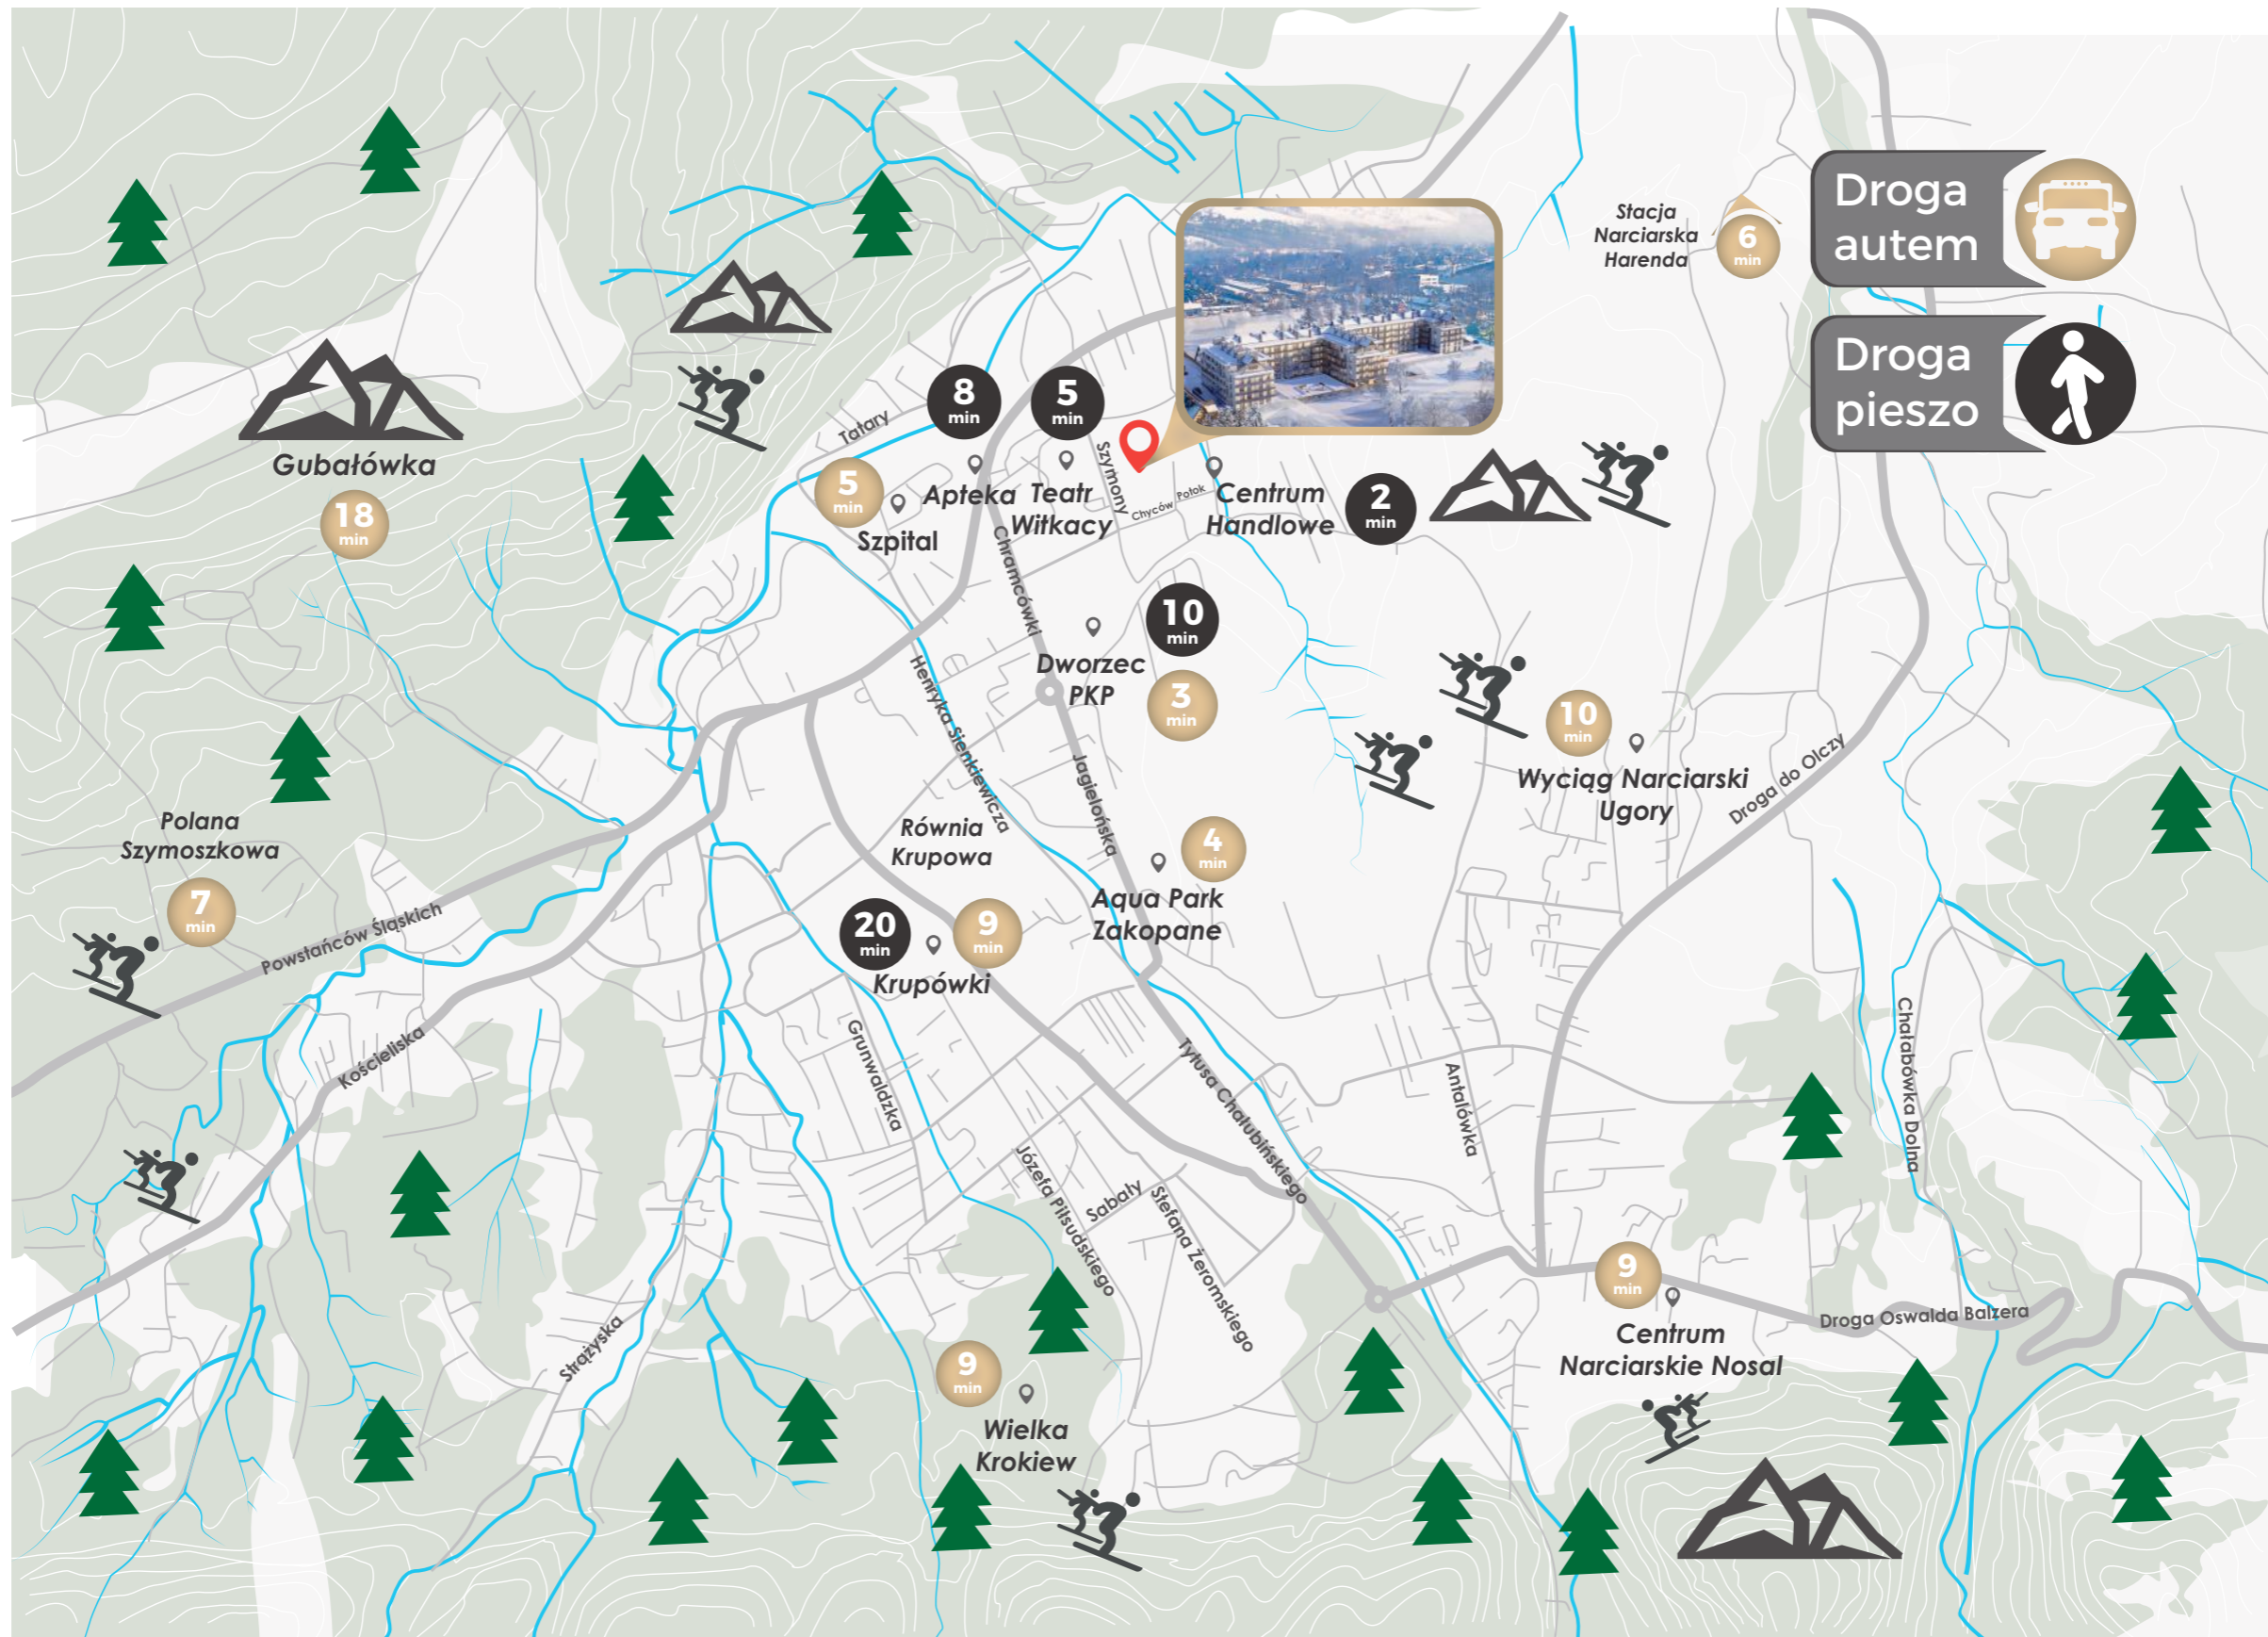 Droga
autem
Droga
pieszo
Stacja
Narciarska
Harenda
6
min
8
min
5
min
Tatary
Gubałówka
18
min
5
min
Szpital
Apteka
Teatr
Witkacy
Szymony
Chyców Potok
Centrum
Handlowe
2
min
Chramcówki
10
min
Dworzec
PKP
3
min
Henryka Sienkiewicza
Jagielońska
10
min
Wyciąg Narciarski
Ugory
Droga do Olczy
Polana
Szymoszkowa
7
min
Równia
Krupowa
4
min
Aqua Park
Zakopane
20
min
9
min
Krupówki
Powstańców Śląskich
Kościeliska
Grunwaldzka
Tytusa Chałubińskiego
Antałówka
Chałabówka Dolna
Józefa Piłsudskiego
Sabały
Stefana Żeromskiego
Strążyska
9
min
Centrum
Narciarskie Nosal
Droga Oswalda Balzera
9
min
Wielka
Krokiew